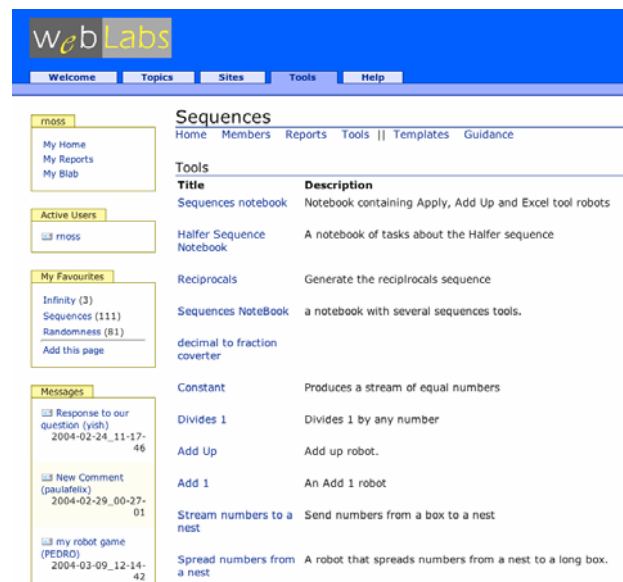 webLabs
Welcome Topics Sites Tools Help
rnoss
My Home
My Reports
My Blab
Active Users
rnoss
My Favourites
Infinity (3)
Sequences (111)
Randomness (81)
Add this page
Messages
Response to our
question (yish)
2004-02-24_11-17-
46
New Comment
(paulafelix)
2004-02-29_00-27-
01
my robot game
(PEDRO)
2004-03-09_12-14-
42
Sequences
Home Members Reports Tools || Templates Guidance
Tools
Title Description
Sequences notebook Notebook containing Apply, Add Up and Excel tool robots
Halfer Sequence A notebook of tasks about the Halfer sequence
Notebook
Reciprocals Generate the recipírocals sequence
Sequences NoteBook a notebook with several sequences tools.
decimal to fraction
coverter
Constant Produces a stream of equal numbers
Divides 1 Divides 1 by any number
Add Up Add up robot.
Add 1 An Add 1 robot
Stream numbers to a Send numbers from a box to a nest
nest
Spread numbers from A robot that spreads numbers from a nest to a long box.
a nest